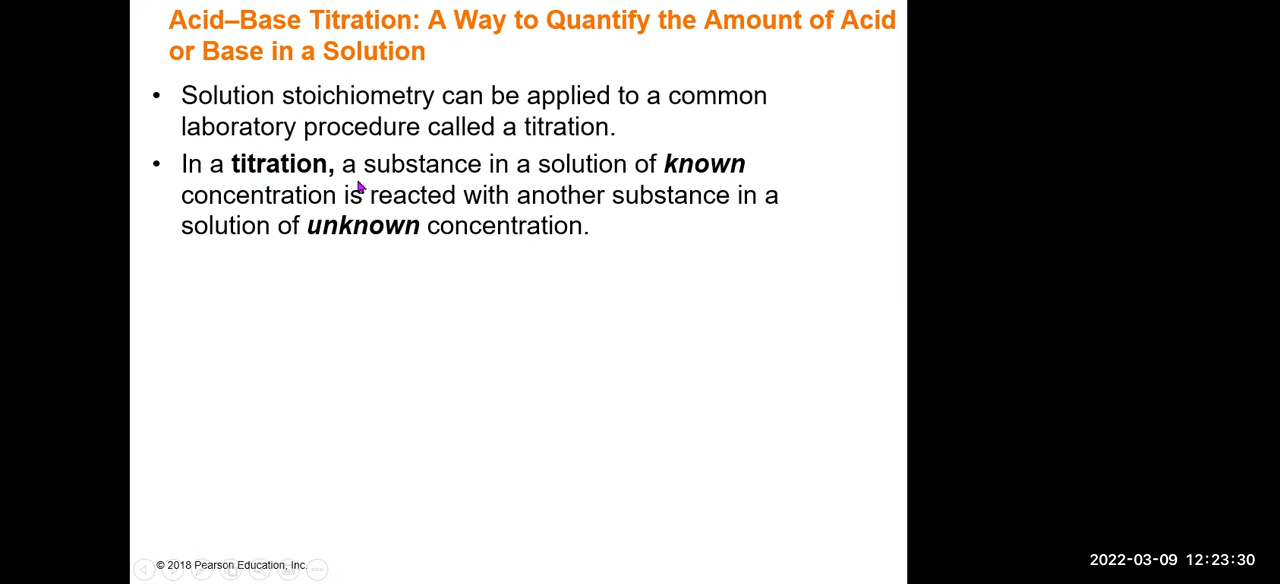 Acid–Base Titration: A Way to Quantify the Amount of Acid
or Base in a Solution
• Solution stoichiometry can be applied to a common
laboratory procedure called a titration.
• In a titration, a substance in a solution of known
concentration is reacted with another substance in a
solution of unknown concentration.
© 2018 Pearson Education, Inc.
2022-03-09 12:23:30